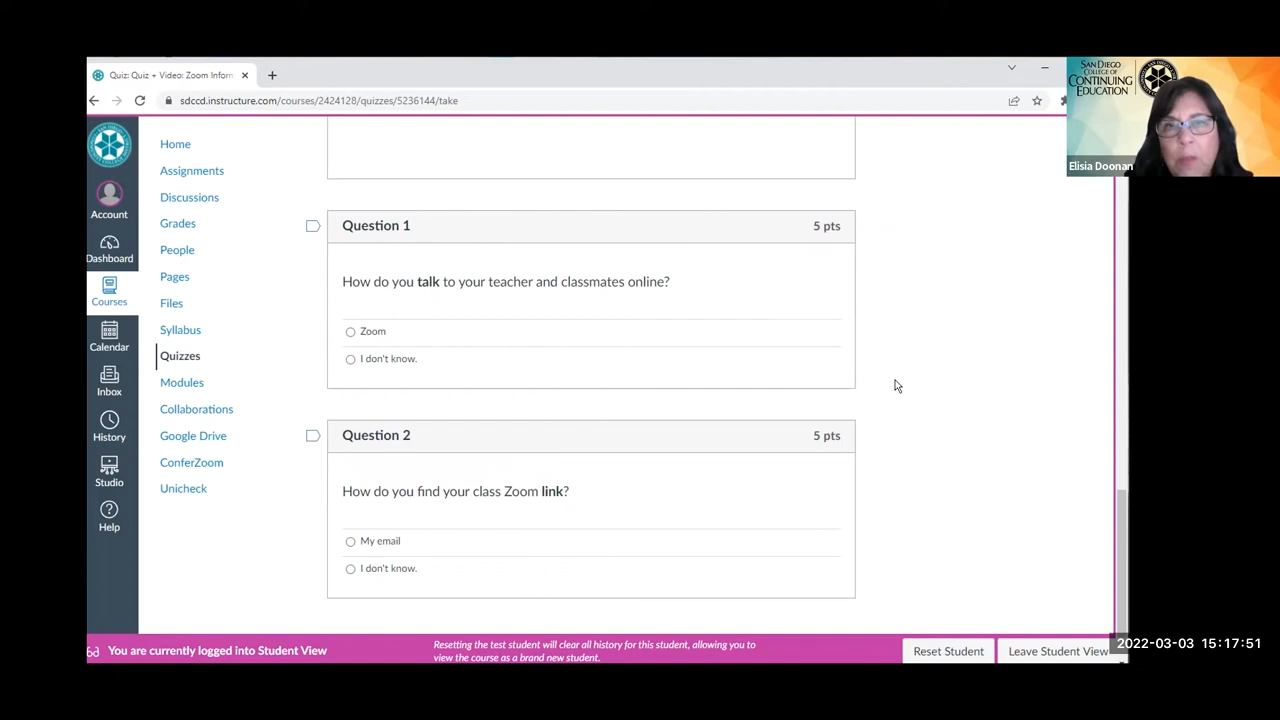 Quiz: Quiz + Video: Zoom Inform
sdccd.instructure.com/courses/2424128/quizzes/5236144/take
SAN DIEGO
COLLEGE OF
CONTINUING
EDUCATION
Elisia Doonan
Account
Dashboard
Courses
Calendar
Inbox
History
Studio
Help
Home
Assignments
Discussions
Grades
People
Pages
Files
Syllabus
Quizzes
Modules
Collaborations
Google Drive
ConferZoom
Unicheck
Question 1
5 pts
How do you talk to your teacher and classmates online?
Zoom
I don't know.
Question 2
5 pts
How do you find your class Zoom link?
My email
I don't know.
You are currently logged into Student View
Resetting the test student will clear all history for this student, allowing you to
view the course as a brand new student.
Reset Student
Leave Student View
2022-03-03 15:17:51